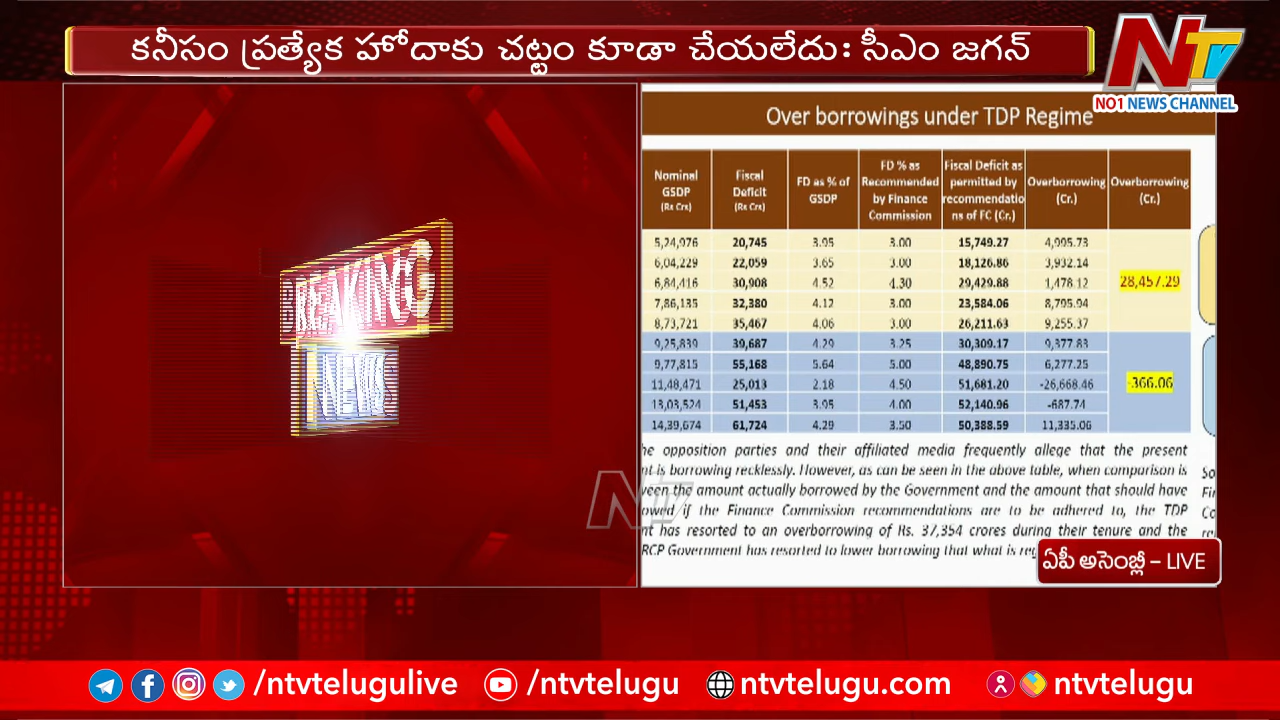 కనీసం ప్రత్యేక హోదాకు చట్టం కూడా చేయలేదు : సీఎం జగన్
NTV
NO1 NEWS CHANNEL
BREAKING
NEWS
Over borrowings under TDP Regime
Nominal GSDP (Rs Crs) Fiscal Deficit (Rs Crs) FD as % of GSDP FD % as Recommended by Finance Commission Fiscal Deficit as permitted by recommendations of FC (Cr.) Overborrowing (Cr.) Overborrowing (Cr.)
5,24,976 20,745 3.95 3.00 15,749.27 4,995.73
6,04,229 22,059 3.65 3.00 18,126.86 3,932.14
6,84,416 30,908 4.52 4.30 29,429.88 1,478.12 28,457.29
7,86,135 32,380 4.12 3.00 23,584.06 8,795.94
8,73,721 35,467 4.06 3.00 26,211.63 9,255.37
9,25,839 39,687 4.29 3.25 30,309.17 9,377.83
9,77,815 55,168 5.64 5.00 48,890.75 6,277.25
11,48,471 25,013 2.18 4.50 51,681.20 -26,668.46 -366.06
13,03,524 51,453 3.95 4.00 52,140.96 -687.74
14,39,674 61,724 4.29 3.50 50,388.59 11,335.06
he opposition parties and their affiliated media frequently allege that the present
nt is borrowing recklessly. However, as can be seen in the above table, when comparison is
veen the amount actually borrowed by the Government and the amount that should have
owed if the Finance Commission recommendations are to be adhered to, the TDP
nt has resorted to an overborrowing of Rs. 37,354 crores during their tenure and the
RCP Government has resorted to lower borrowing that what is
NTV
ఏపీ అసెంబ్లీ – LIVE
/ntvtelugulive /ntvtelugu ntvtelugu.com ntvtelugu